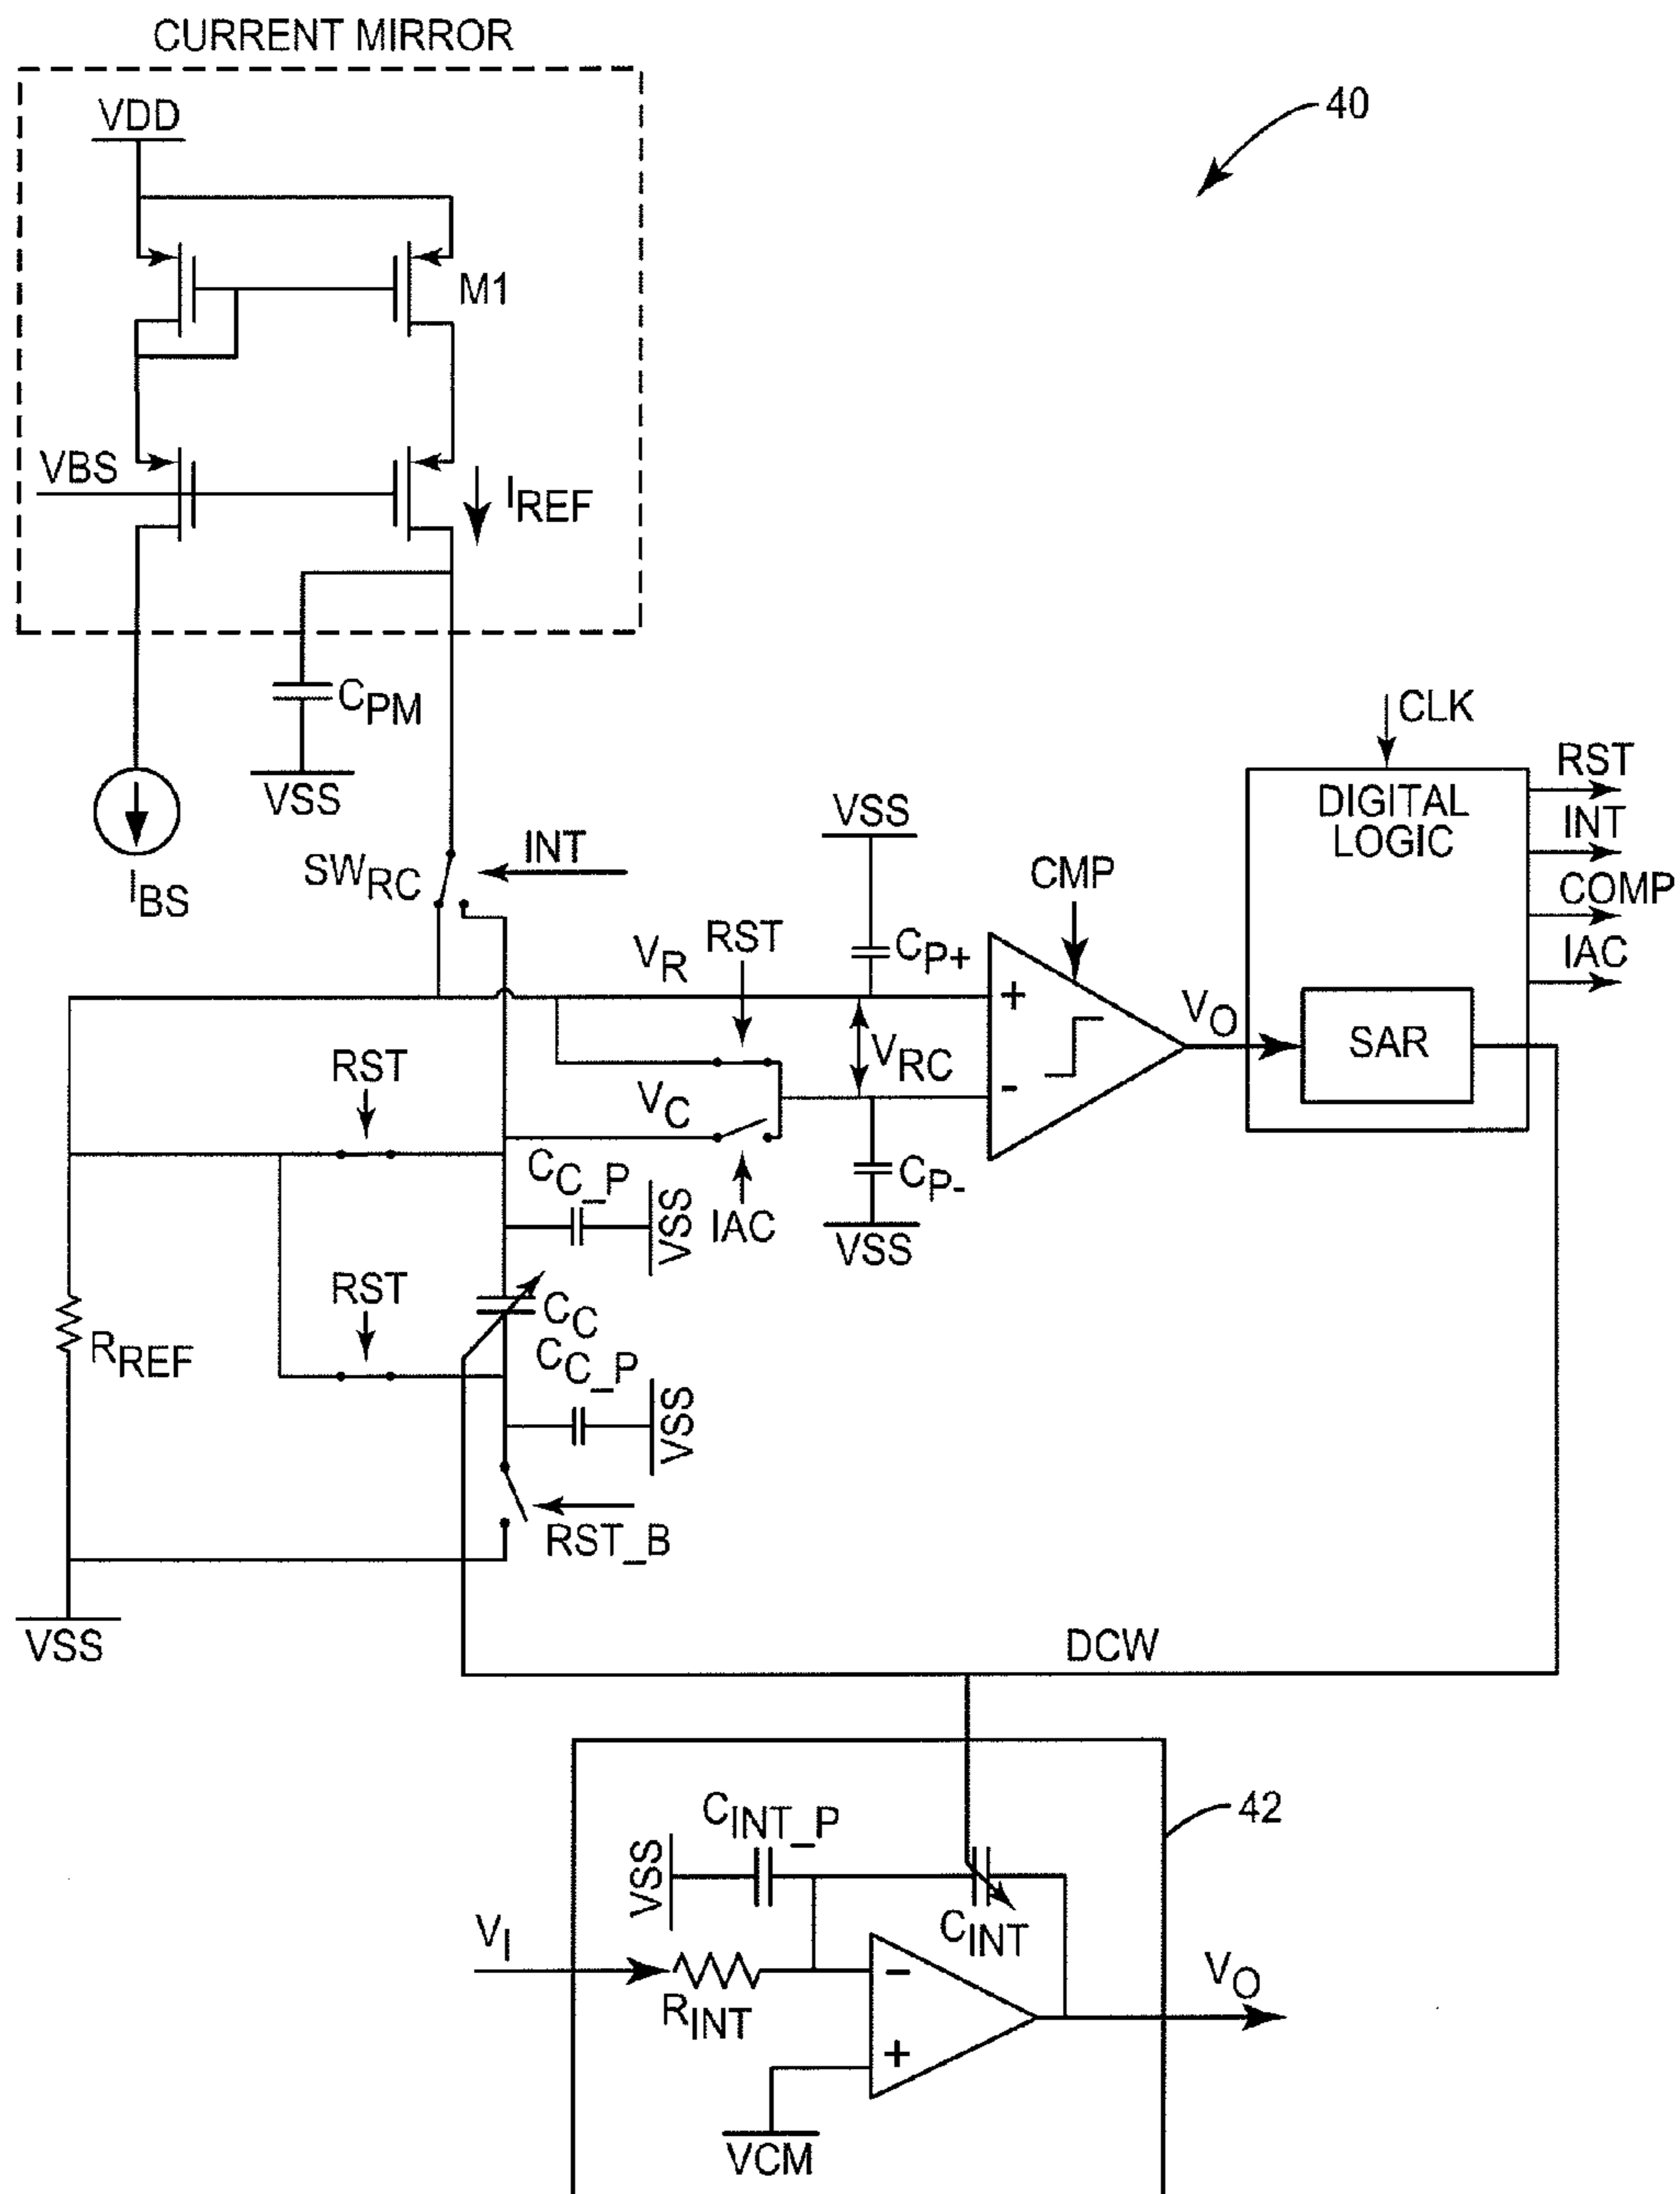 CURRENT MIRROR
VDD
40
M1
VBS
IREF
CPM
VSS
IBS
CLK
RST
INT
COMP
IAC
DIGITAL
LOGIC
SAR
VO
SWRC
INT
VSS
CMP
CP+
VR
RST
+
VRC
-
VC
IAC
CP-
VSS
RST
CC_P
VSS
RST
CC
CC_P
VSS
RREF
RST_B
VSS
DCW
42
CINT_P
VSS
CINT
VI
RINT
-
+
VO
VCM